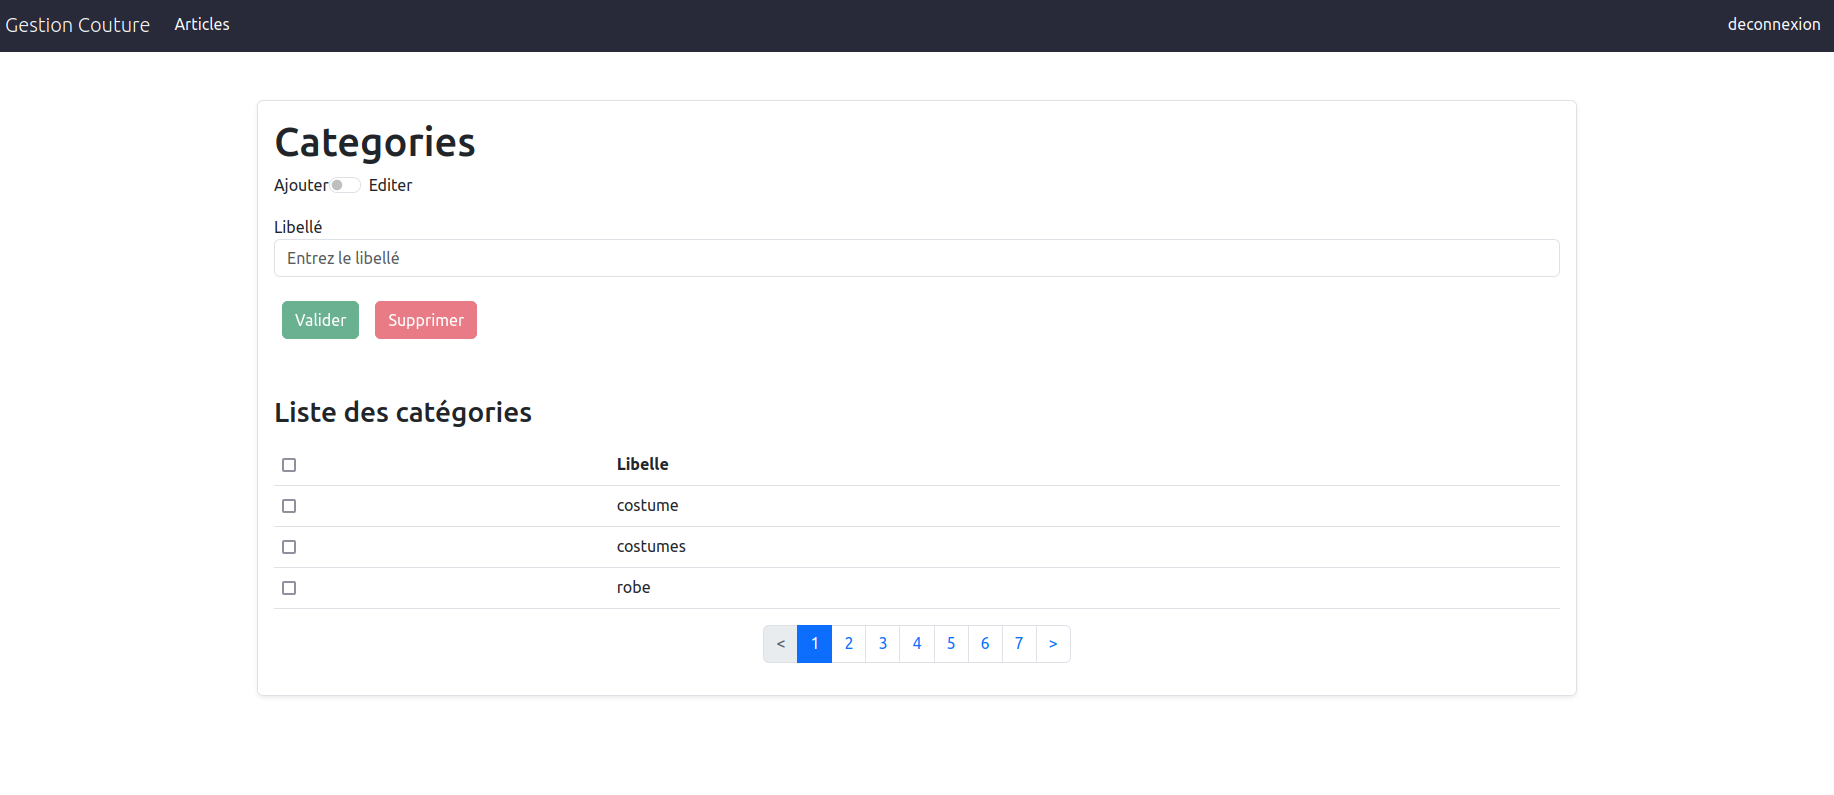 Gestion Couture Articles deconnexion
Categories
Ajouter Editer
Libellé
Entrez le libellé
Valider Supprimer
Liste des catégories
Libelle
costume
costumes
robe
< 1 2 3 4 5 6 7 >